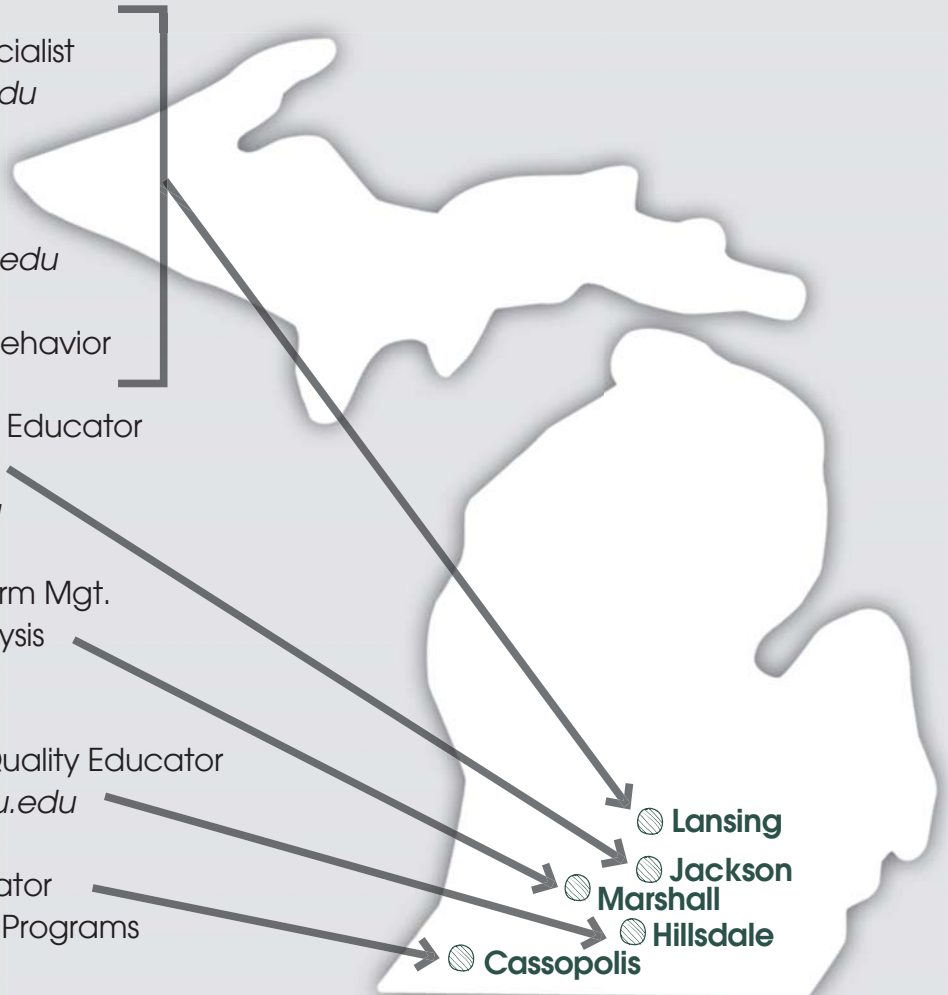 cialist
du
edu
ehavior
Educator
rm Mgt.
ysis
uality Educator
u.edu
ator
Programs
Lansing
Jackson
Marshall
Hillsdale
Cassopolis